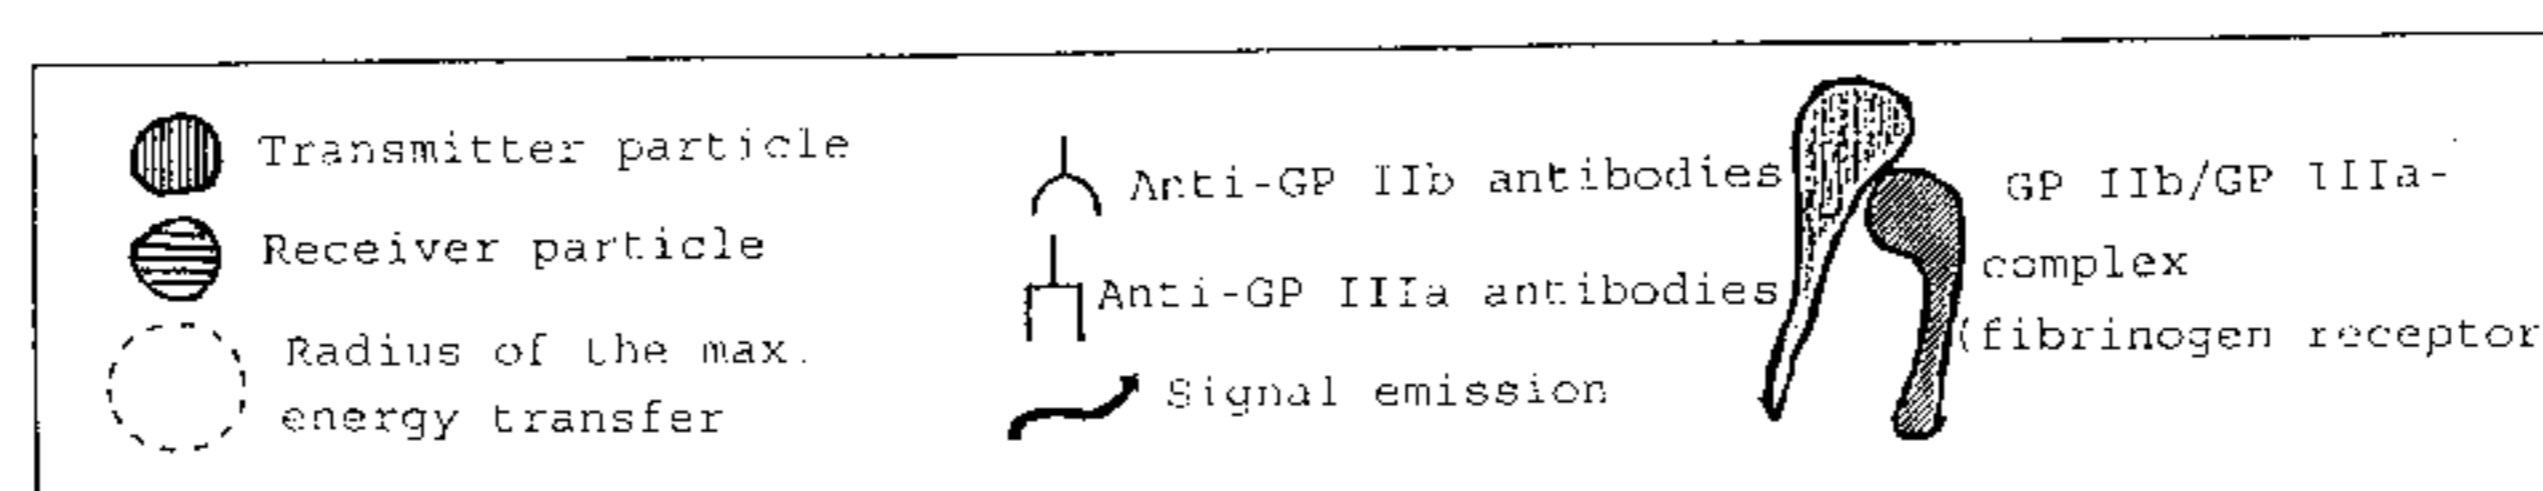 Transmitter particle
Receiver particle
Radius of the max.
energy transfer
Anti-GP IIb antibodies
Anti-GP IIIa antibodies
Signal emission
GP IIb/GP IIIa-
complex
(fibrinogen receptor